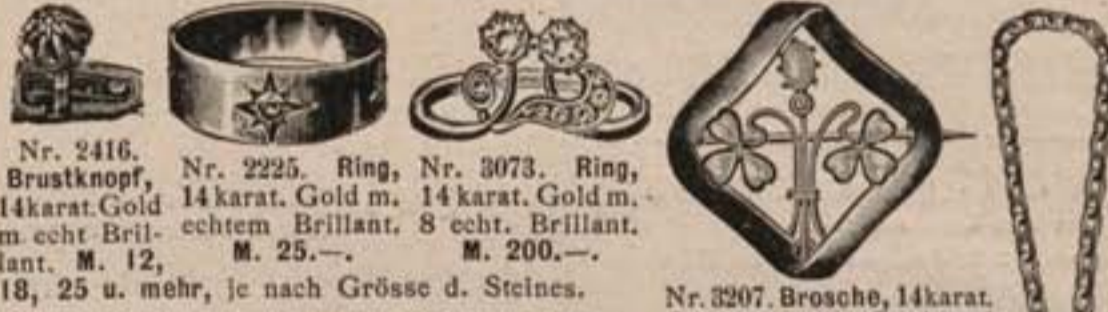 Nr. 2416.
Brustknopf,
14karat. Gold
m echt Bril-
lant. M. 12,
18, 25 u. mehr, je nach Grösse d. Steines.
Nr. 2225. Ring,
14 karat. Gold m.
echtem Brillant.
M. 25.—.
Nr. 3073. Ring,
14 karat. Gold m.
8 echt. Brillant.
M. 200.—.
Nr. 3207. Brosche, 14karat.